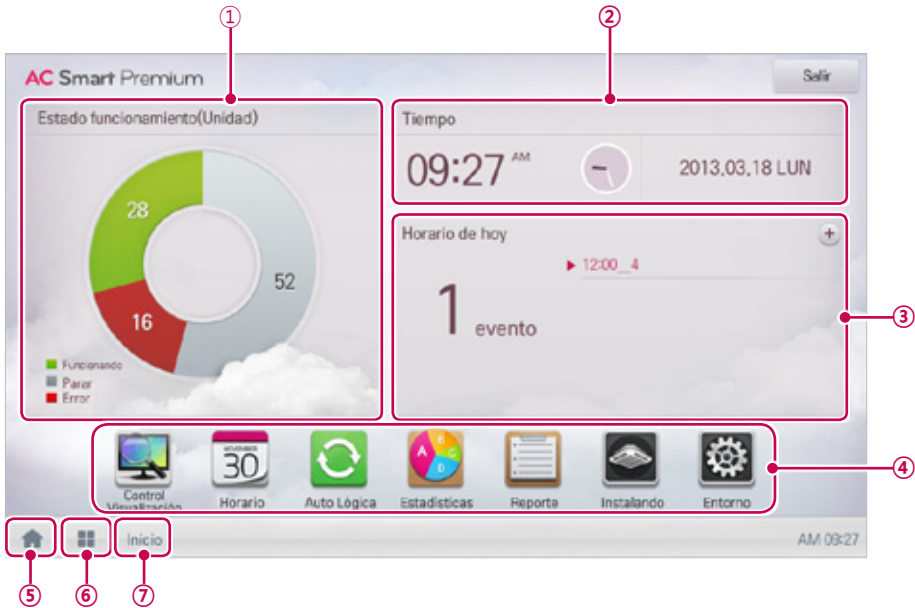 ①
②
AC Smart Premium
Salir
Estado funcionamiento(Unidad)
28
52
16
Funcionando
Parar
Error
Tiempo
09:27 AM
2013.03.18 LUN
Horario de hoy
+
1 evento
▶ 12:00__4
③
NOVEMBER
30
A
B
C
D
Control
Visualización
Horario
Auto Lógica
Estadísticas
Reporte
Instalando
Entorno
④
Inicio
AM 09:27
⑤
⑥
⑦